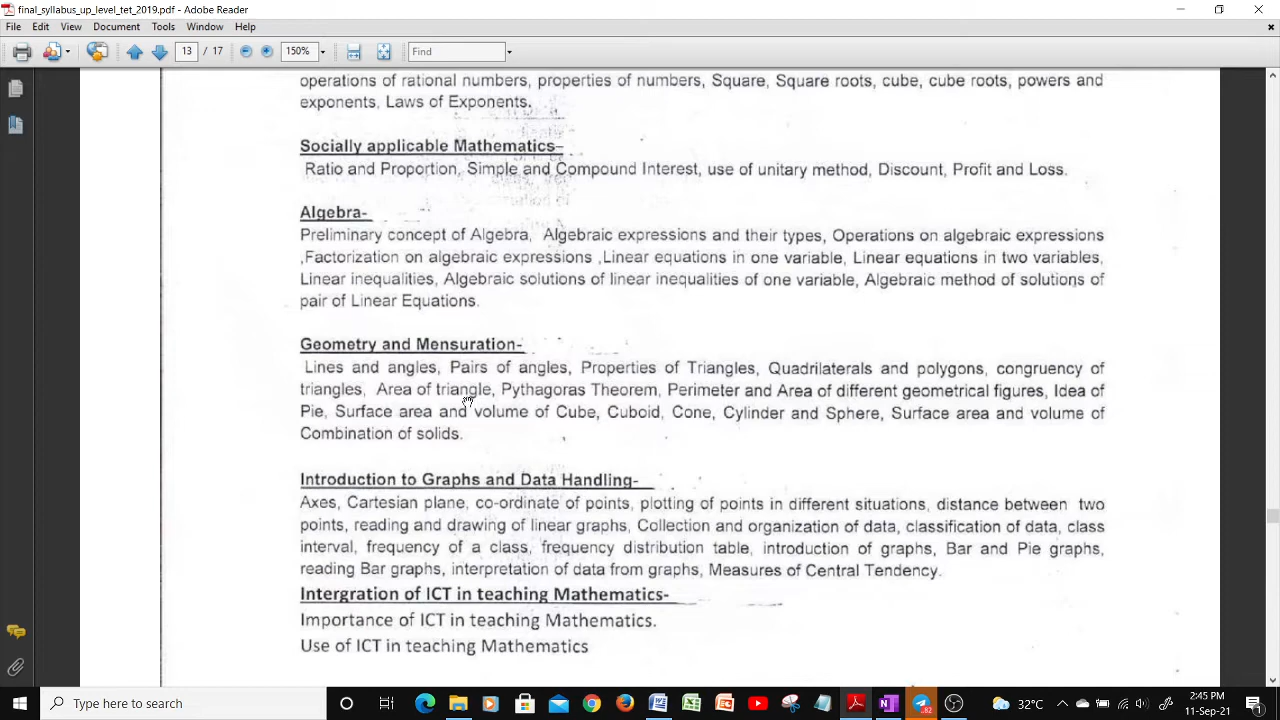 final_syllabus_up_level_tet_2019.pdf - Adobe Reader
File Edit View Document Tools Window Help
13 / 17 150% Find
operations of rational numbers, properties of numbers, Square, Square roots, cube, cube roots, powers and
exponents, Laws of Exponents.
Socially applicable Mathematics–
Ratio and Proportion, Simple and Compound Interest, use of unitary method, Discount, Profit and Loss.
Algebra-
Preliminary concept of Algebra, Algebraic expressions and their types, Operations on algebraic expressions
,Factorization on algebraic expressions ,Linear equations in one variable, Linear equations in two variables,
Linear inequalities, Algebraic solutions of linear inequalities of one variable, Algebraic method of solutions of
pair of Linear Equations.
Geometry and Mensuration-
Lines and angles, Pairs of angles, Properties of Triangles, Quadrilaterals and polygons, congruency of
triangles, Area of triangle, Pythagoras Theorem, Perimeter and Area of different geometrical figures, Idea of
Pie, Surface area and volume of Cube, Cuboid, Cone, Cylinder and Sphere, Surface area and volume of
Combination of solids.
Introduction to Graphs and Data Handling-
Axes, Cartesian plane, co-ordinate of points, plotting of points in different situations, distance between two
points, reading and drawing of linear graphs, Collection and organization of data, classification of data, class
interval, frequency of a class, frequency distribution table, introduction of graphs, Bar and Pie graphs,
reading Bar graphs, interpretation of data from graphs, Measures of Central Tendency.
Intergration of ICT in teaching Mathematics-
Importance of ICT in teaching Mathematics.
Use of ICT in teaching Mathematics
Type here to search
82
32°C
ENG
2:45 PM
11-Sep-21